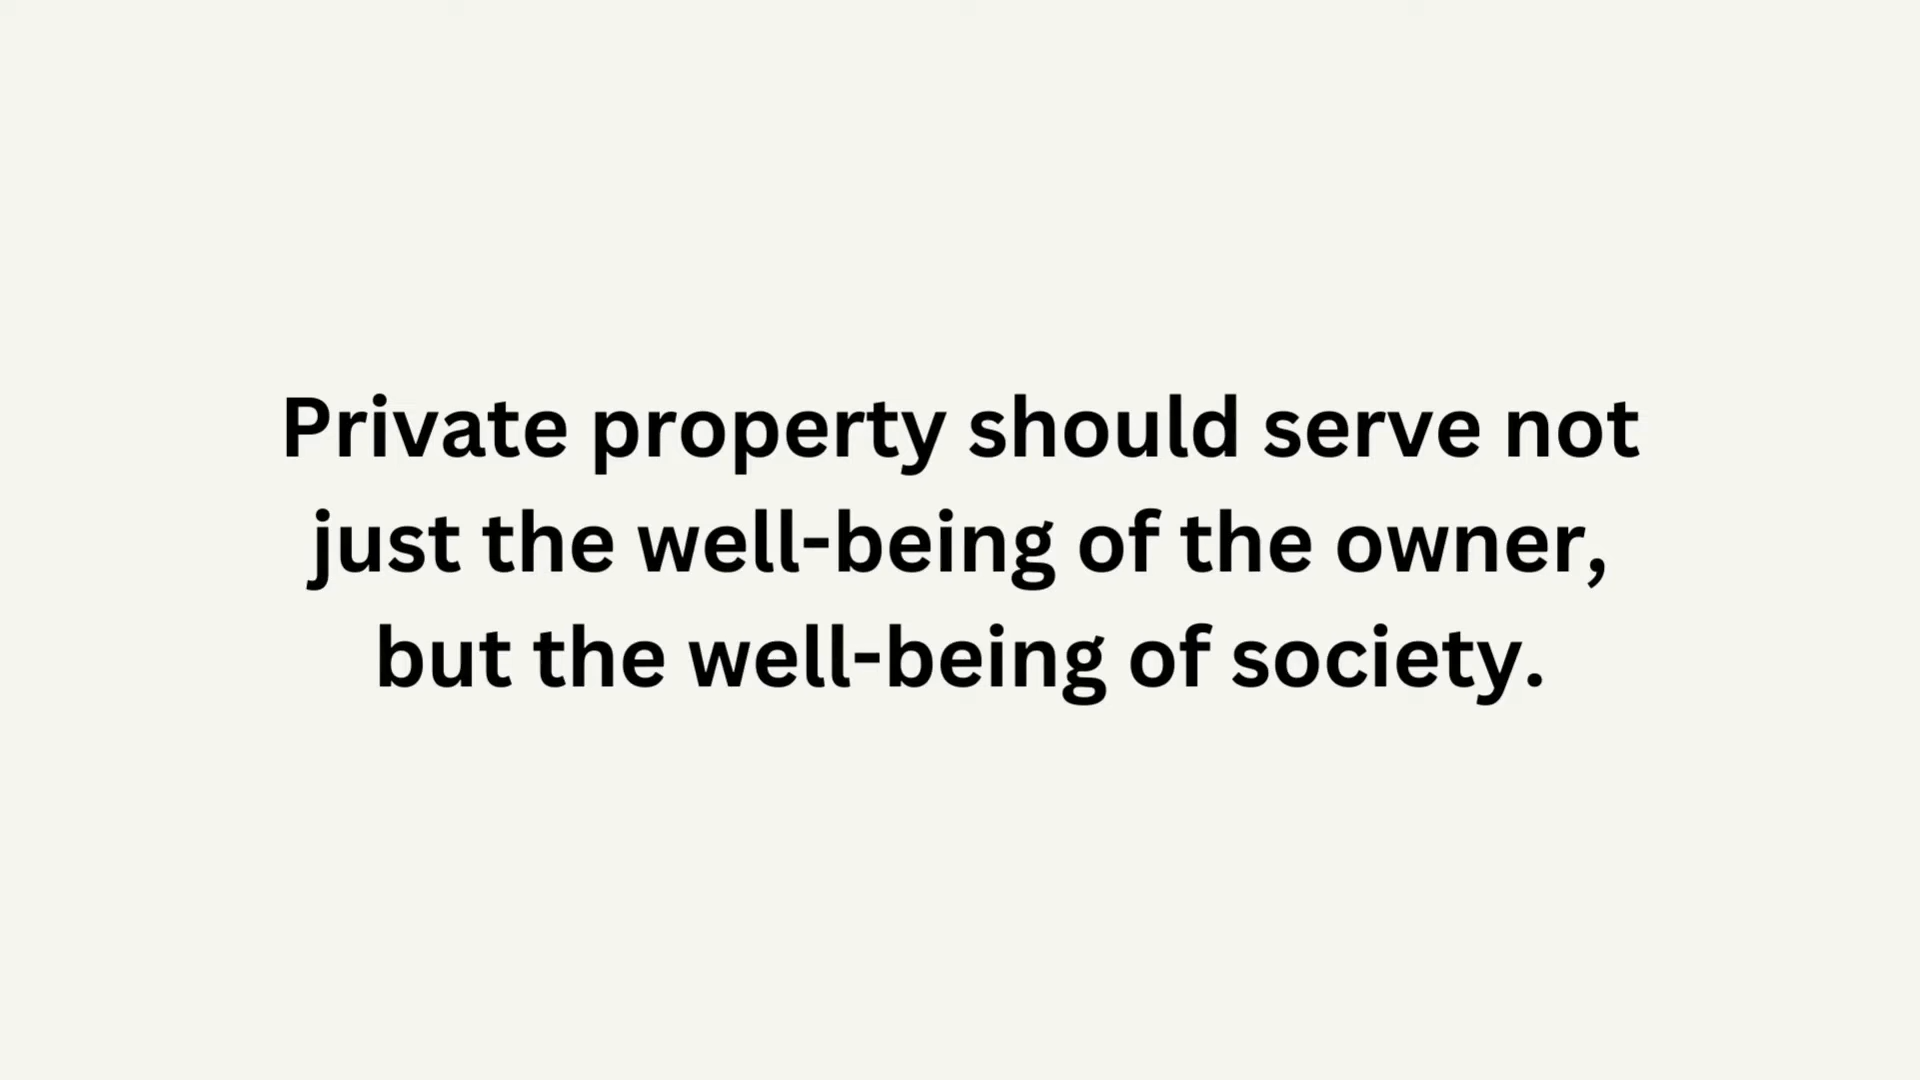 Private property should serve not
just the well-being of the owner,
but the well-being of society.